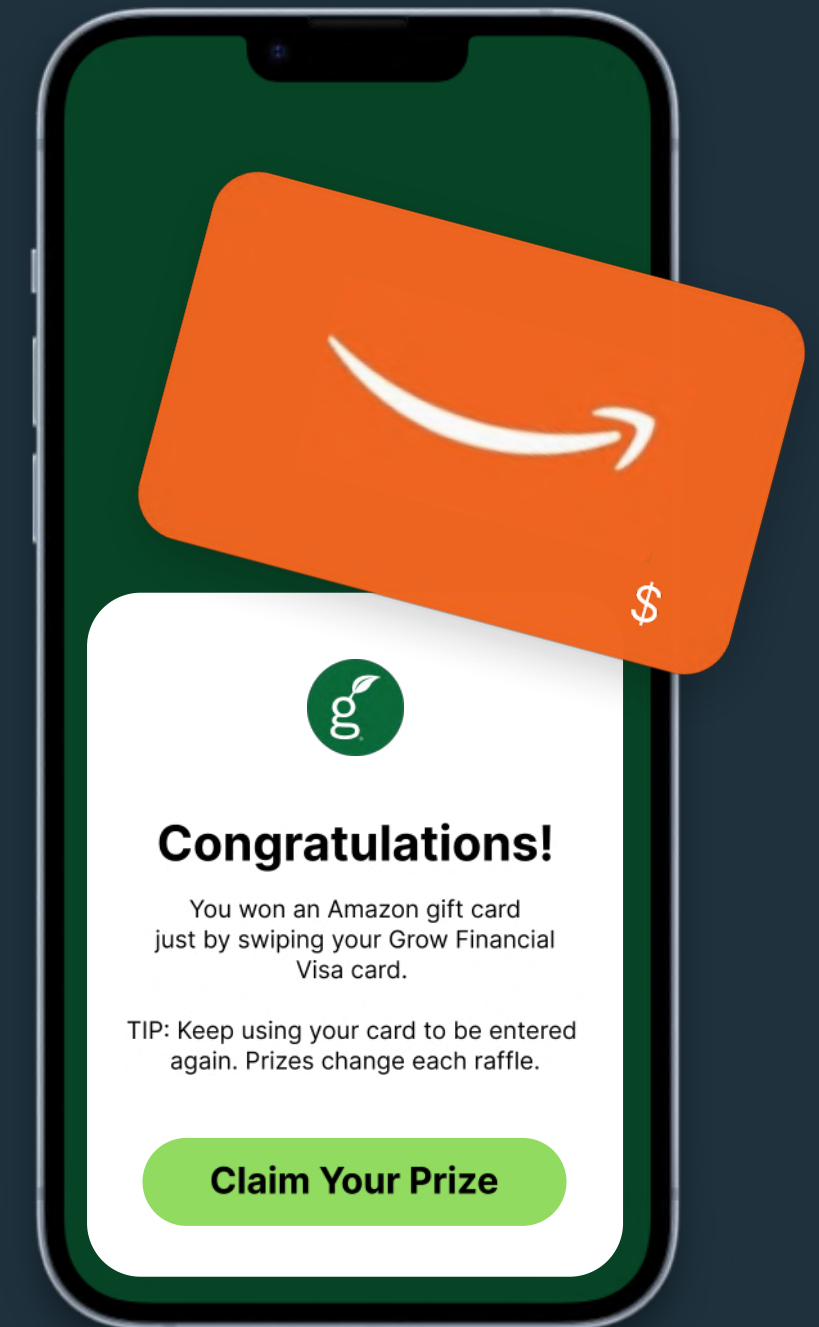 $
g
Congratulations!
You won an Amazon gift card
just by swiping your Grow Financial
Visa card.
TIP: Keep using your card to be entered
again. Prizes change each raffle.
Claim Your Prize